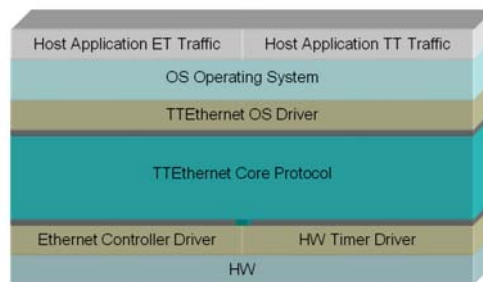 Host Application ET Traffic
Host Application TT Traffic
OS Operating System
TTEthernet OS Driver
TTEthernet Core Protocol
Ethernet Controller Driver
HW Timer Driver
HW